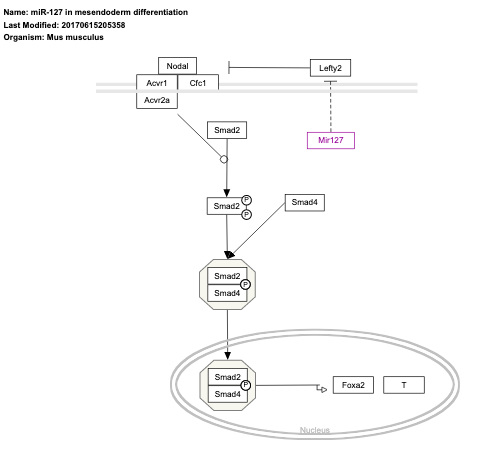 Name: miR-127 in mesendoderm differentiation
Last Modified: 20170615205358
Organism: Mus musculus
Nodal
Lefty2
Acvr1
Cfc1
Acvr2a
Smad2
Mir127
Smad2
P
P
Smad4
Smad2
P
Smad4
Smad2
P
Smad4
Foxa2
T
Nucleus